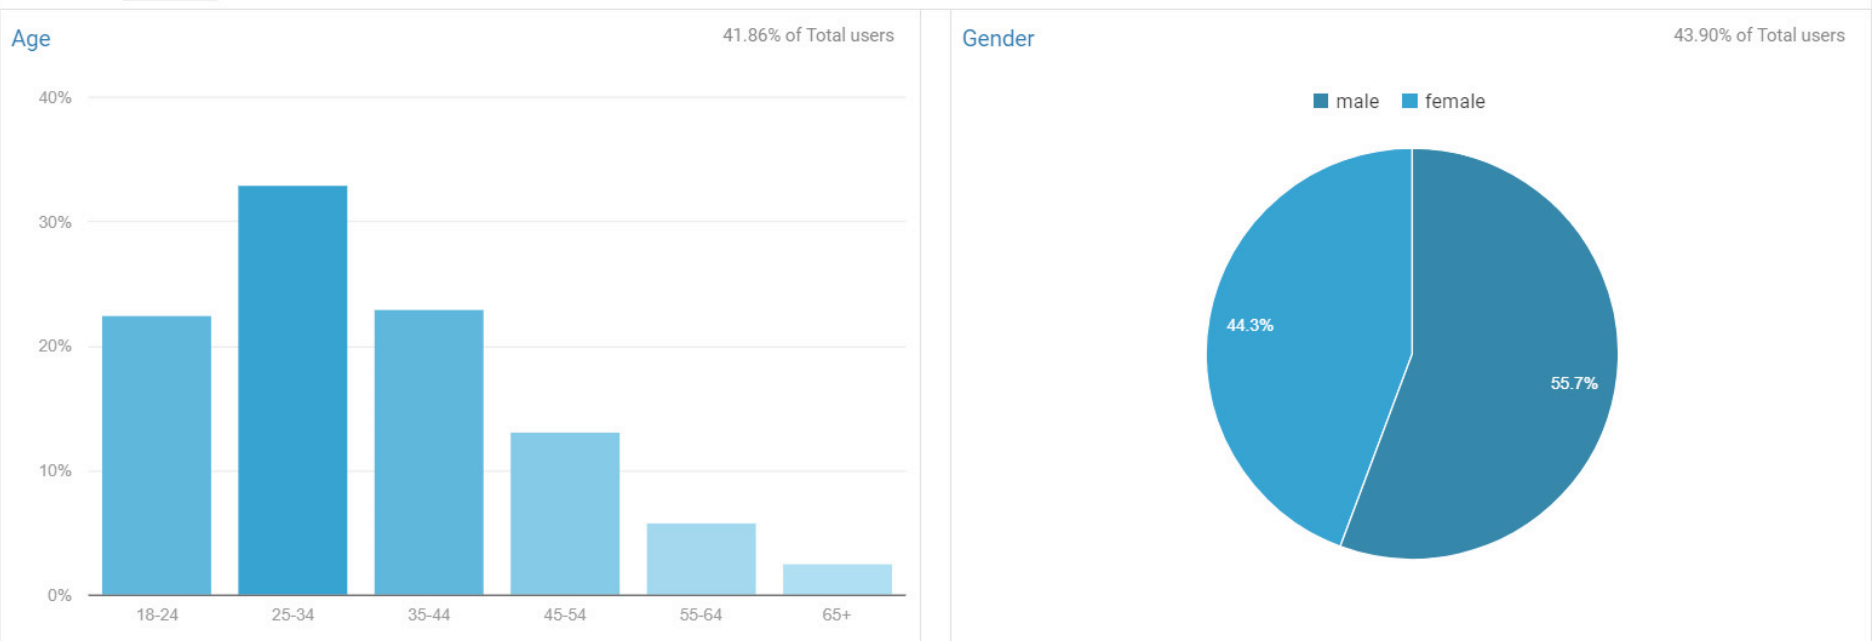 Age
41.86% of Total users
40%
30%
20%
10%
0%
18-24 25-34 35-44 45-54 55-64 65+
Gender
43.90% of Total users
male female
44.3%
55.7%